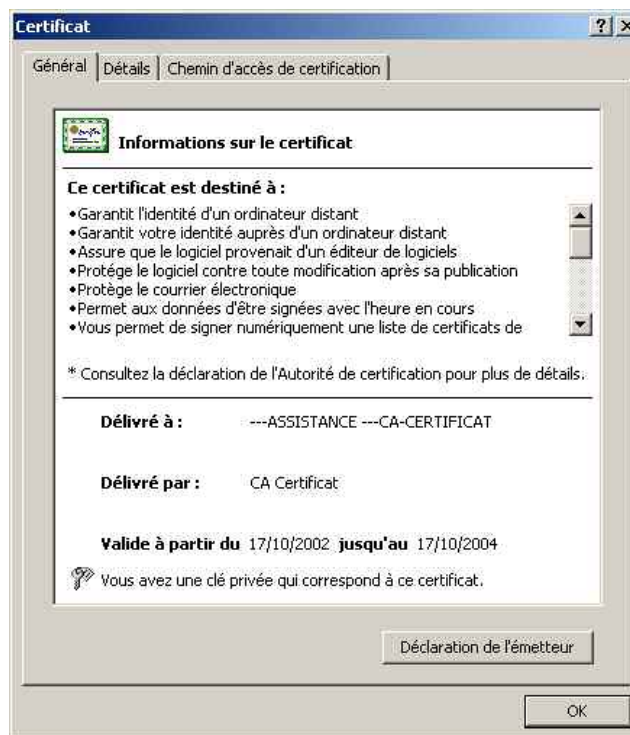 Certificat
Général Détails Chemin d'accès de certification
Informations sur le certificat
Ce certificat est destiné à :
•Garantit l'identité d'un ordinateur distant
•Garantit votre identité auprès d'un ordinateur distant
•Assure que le logiciel provenait d'un éditeur de logiciels
•Protége le logiciel contre toute modification après sa publication
•Protège le courrier électronique
•Permet aux données d'être signées avec l'heure en cours
•Vous permet de signer numériquement une liste de certificats de
* Consultez la déclaration de l'Autorité de certification pour plus de détails.
Délivré à : ---ASSISTANCE ---CA-CERTIFICAT
Délivré par : CA Certificat
Valide à partir du 17/10/2002 jusqu'au 17/10/2004
Vous avez une clé privée qui correspond à ce certificat.
Déclaration de l'émetteur
OK